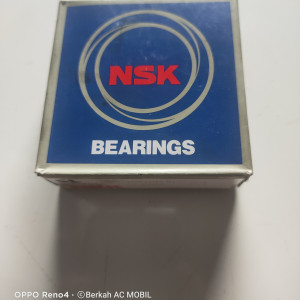 NSK
BEARINGS
OPPO Reno4 · ©Berkah AC MOBIL